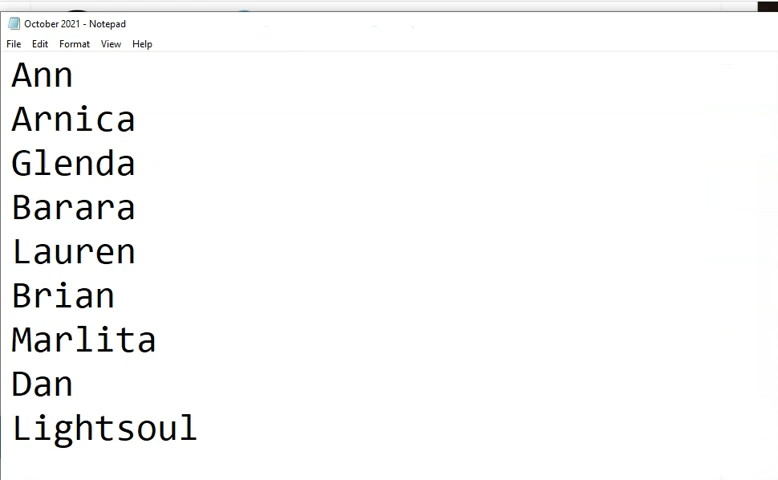 October 2021 - Notepad
File Edit Format View Help
Ann
Arnica
Glenda
Barara
Lauren
Brian
Marlita
Dan
Lightsoul